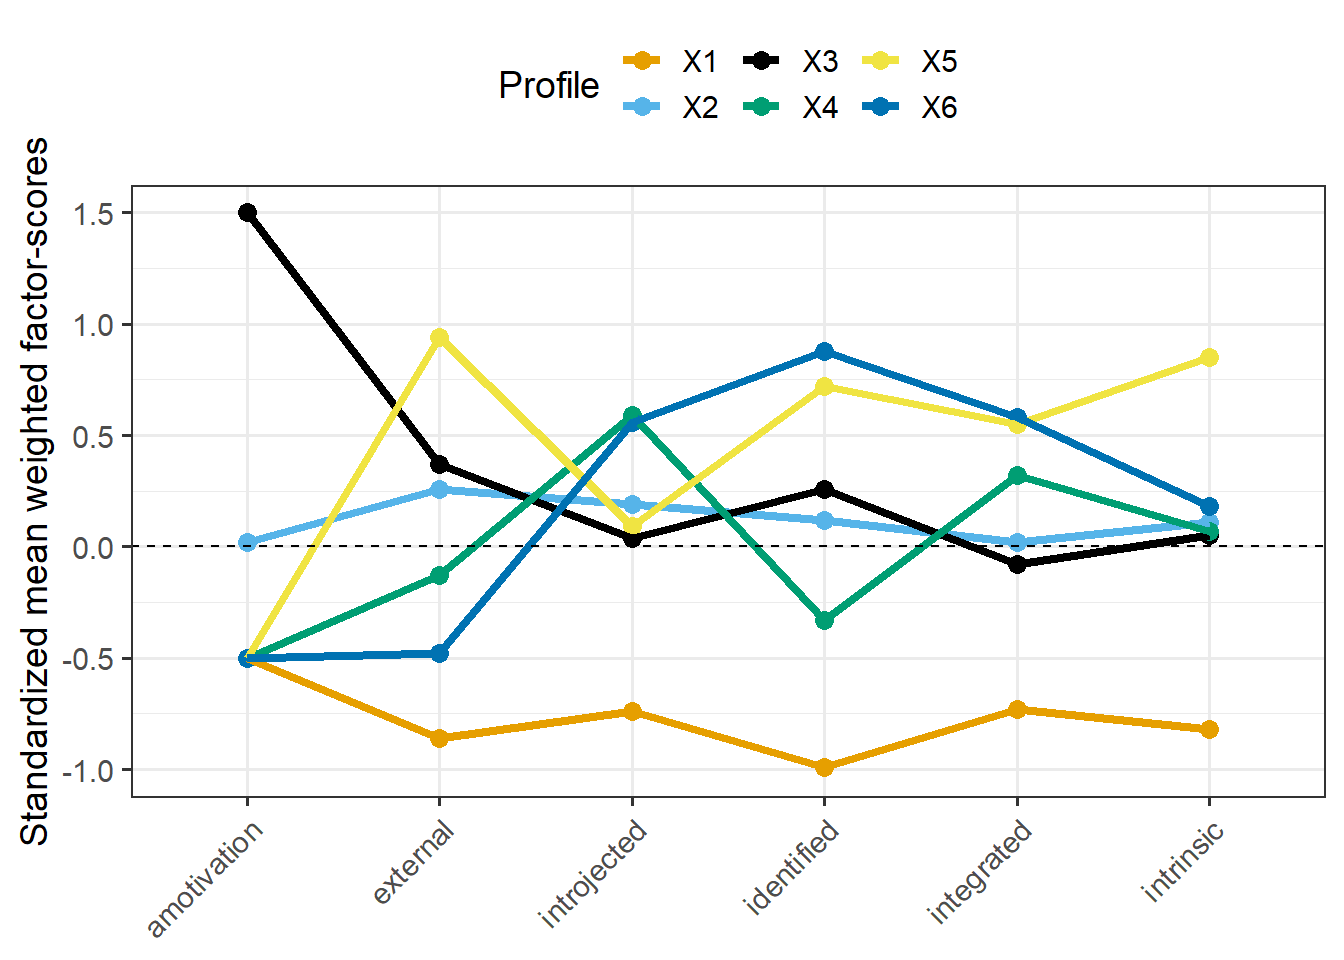 Profile
X1 X3 X5
X2 X4 X6
Standardized mean weighted factor-scores
1.5
1.0
0.5
0.0
-0.5
-1.0
amotivation
external
introjected
identified
integrated
intrinsic